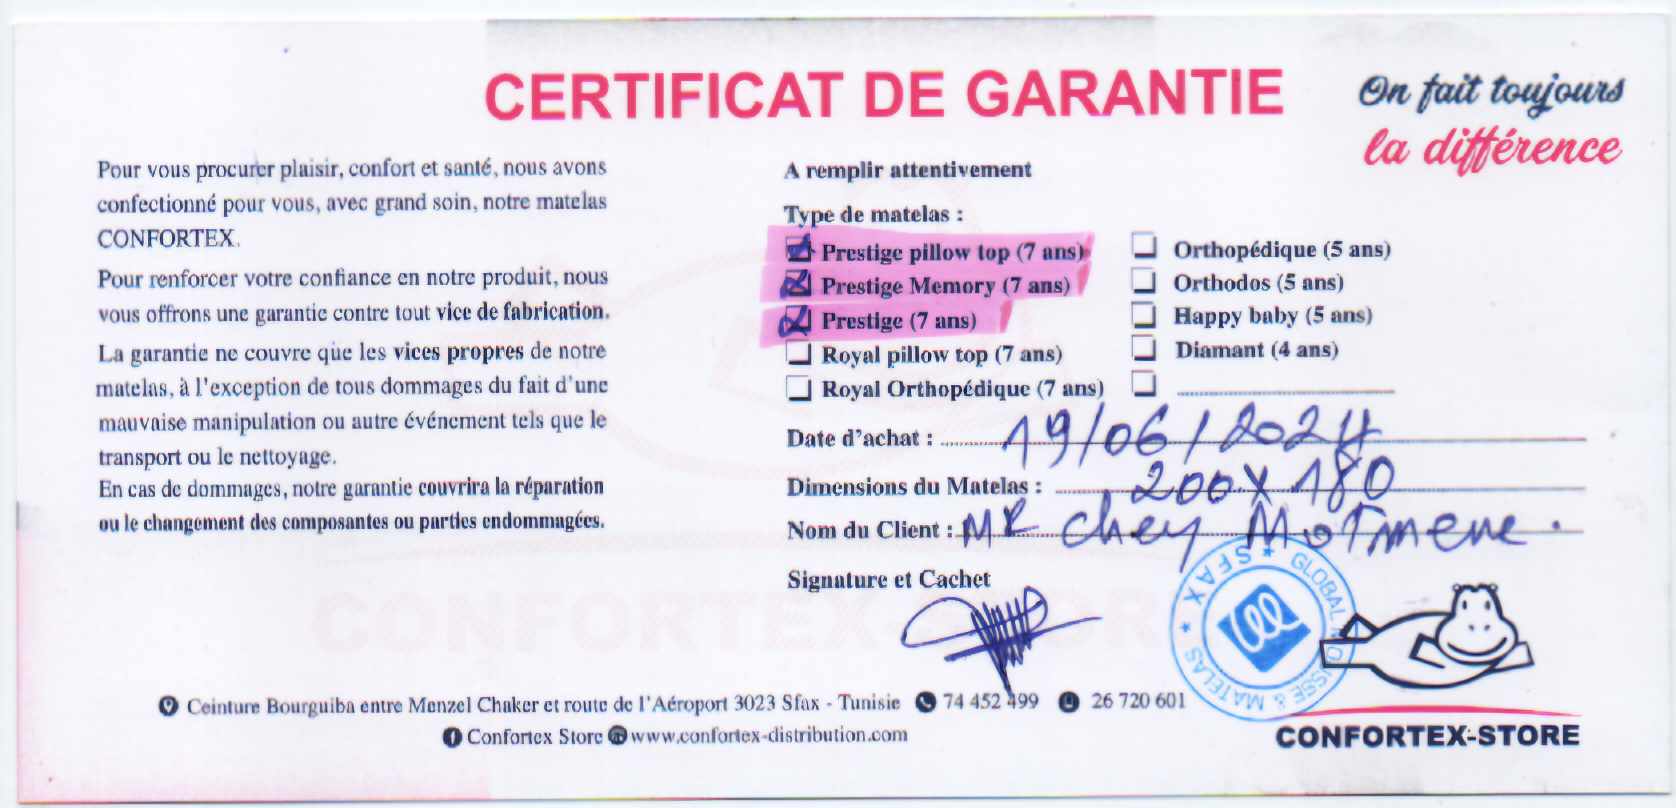 CERTIFICAT DE GARANTIE
On fait toujours
la différence
Pour vous procurer plaisir, confort et santé, nous avons
confectionné pour vous, avec grand soin, notre matelas
CONFORTEX.
Pour renforcer votre confiance en notre produit, nous
vous offrons une garantie contre tout vice de fabrication.
La garantie ne couvre que les vices propres de notre
matelas, à l'exception de tous dommages du fait d'une
mauvaise manipulation ou autre événement tels que le
transport ou le nettoyage.
En cas de dommages, notre garantie couvrira la réparation
ou le changement des composantes ou parties endommagées.
A remplir attentivement
Type de matelas :
Prestige pillow top (7 ans)
Prestige Memory (7 ans)
Prestige (7 ans)
Royal pillow top (7 ans)
Royal Orthopédique (7 ans)
Orthopédique (5 ans)
Orthodos (5 ans)
Happy baby (5 ans)
Diamant (4 ans)
Date d'achat : 19/06/2024
Dimensions du Matelas : 200 x 180
Nom du Client : MR Chey
Signature et Cachet
SFAX
GLOBAL MOUSSE & MATELAS
CONFORTEX-STORE
Ceinture Bourguiba entre Menzel Chaker et route de l'Aéroport 3023 Sfax - Tunisie 74 452 499 26 720 601
Confortex Store www.confortex-distribution.com
CONFORTEX-STORE